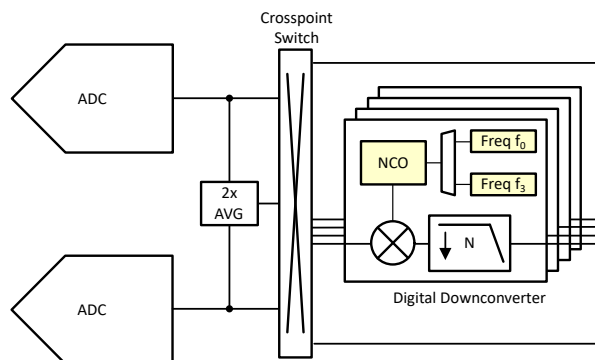 Crosspoint
Switch
ADC
NCO
Freq f0
Freq f3
2x
AVG
N
ADC
Digital Downconverter